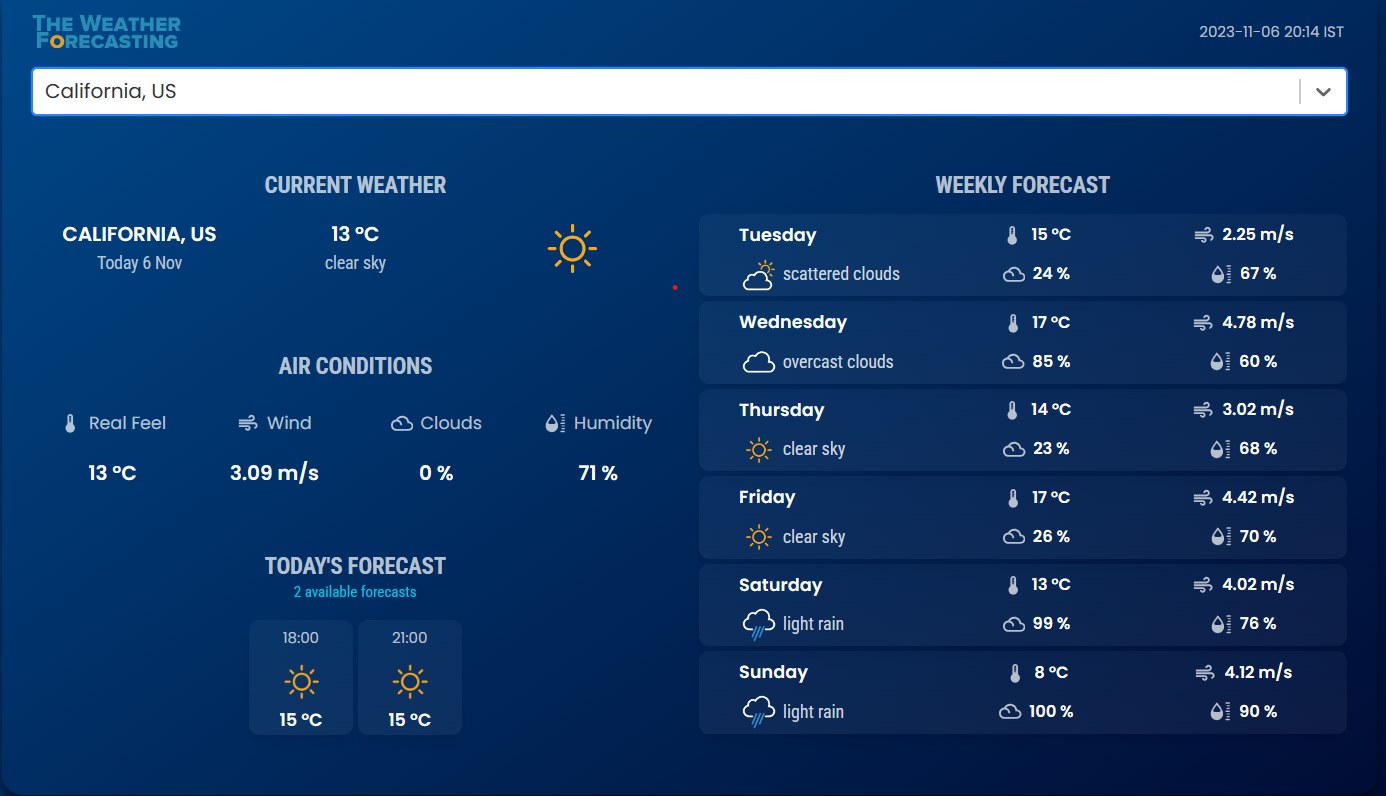 THE WEATHER
FORECASTING
2023-11-06 20:14 IST
California, US
CURRENT WEATHER
CALIFORNIA, US
Today 6 Nov
13 °C
clear sky
AIR CONDITIONS
Real Feel
13 °C
Wind
3.09 m/s
Clouds
0 %
Humidity
71 %
TODAY'S FORECAST
2 available forecasts
18:00
15 °C
21:00
15 °C
WEEKLY FORECAST
Tuesday 15 °C 2.25 m/s
scattered clouds 24 % 67 %
Wednesday 17 °C 4.78 m/s
overcast clouds 85 % 60 %
Thursday 14 °C 3.02 m/s
clear sky 23 % 68 %
Friday 17 °C 4.42 m/s
clear sky 26 % 70 %
Saturday 13 °C 4.02 m/s
light rain 99 % 76 %
Sunday 8 °C 4.12 m/s
light rain 100 % 90 %